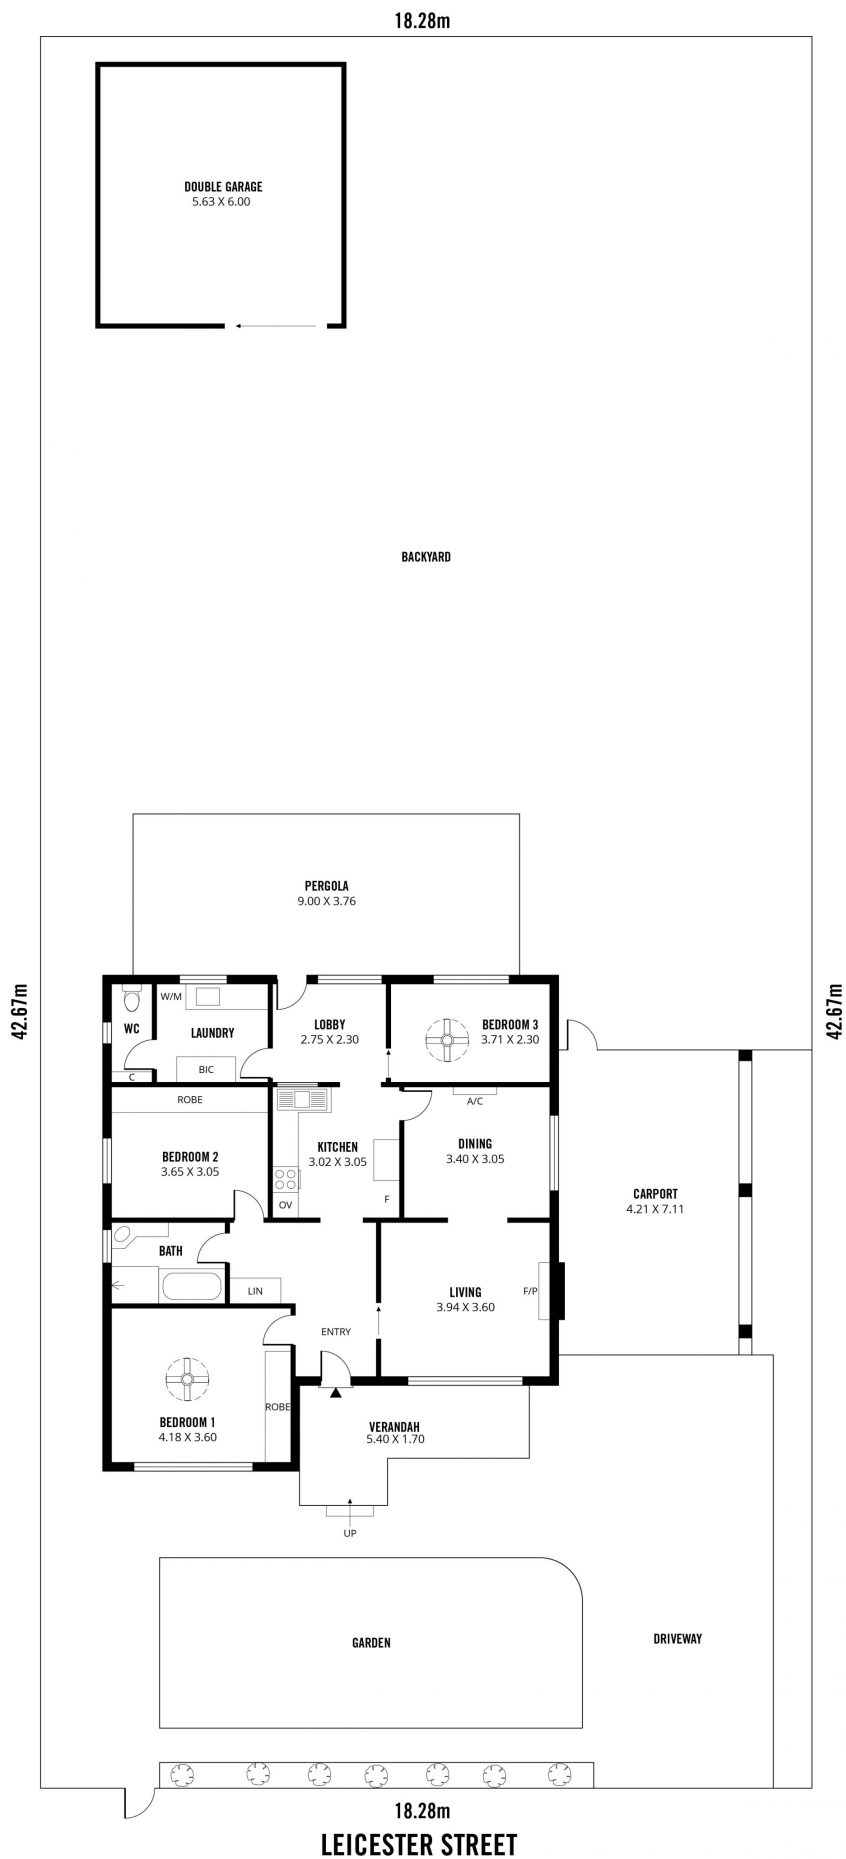 18.28m
DOUBLE GARAGE
5.63 X 6.00
BACKYARD
PERGOLA
9.00 X 3.76
42.67m
42.67m
W/M
WC
LAUNDRY
LOBBY
2.75 X 2.30
BEDROOM 3
3.71 X 2.30
C
BIC
ROBE
A/C
BEDROOM 2
3.65 X 3.05
KITCHEN
3.02 X 3.05
DINING
3.40 X 3.05
OV
F
CARPORT
4.21 X 7.11
BATH
LIN
LIVING
3.94 X 3.60
F/P
ENTRY
ROBE
BEDROOM 1
4.18 X 3.60
VERANDAH
5.40 X 1.70
UP
GARDEN
DRIVEWAY
18.28m
LEICESTER STREET